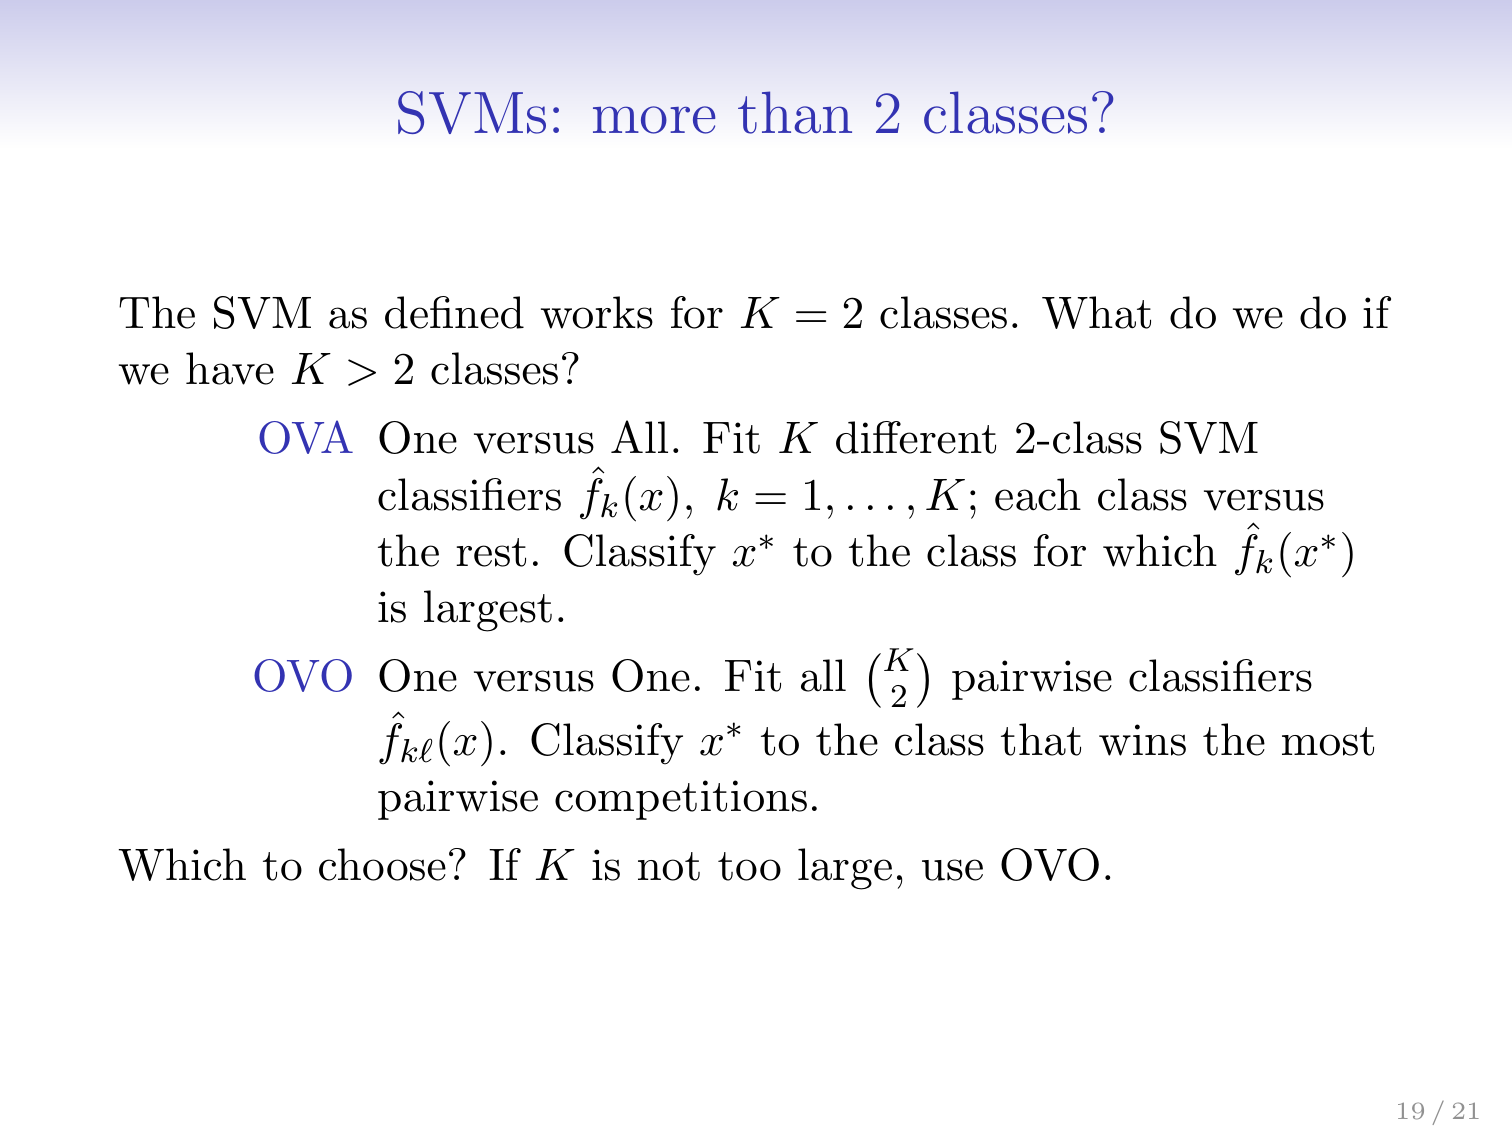 SVMs: more than 2 classes?
The SVM as defined works for K = 2 classes. What do we do if
we have K > 2 classes?
OVA One versus All. Fit K different 2-class SVM
classifiers f̂ₖ(x), k = 1, . . . , K; each class versus
the rest. Classify x* to the class for which f̂ₖ(x*)
is largest.
OVO One versus One. Fit all (K 2) pairwise classifiers
f̂ₖℓ(x). Classify x* to the class that wins the most
pairwise competitions.
Which to choose? If K is not too large, use OVO.
19 / 21